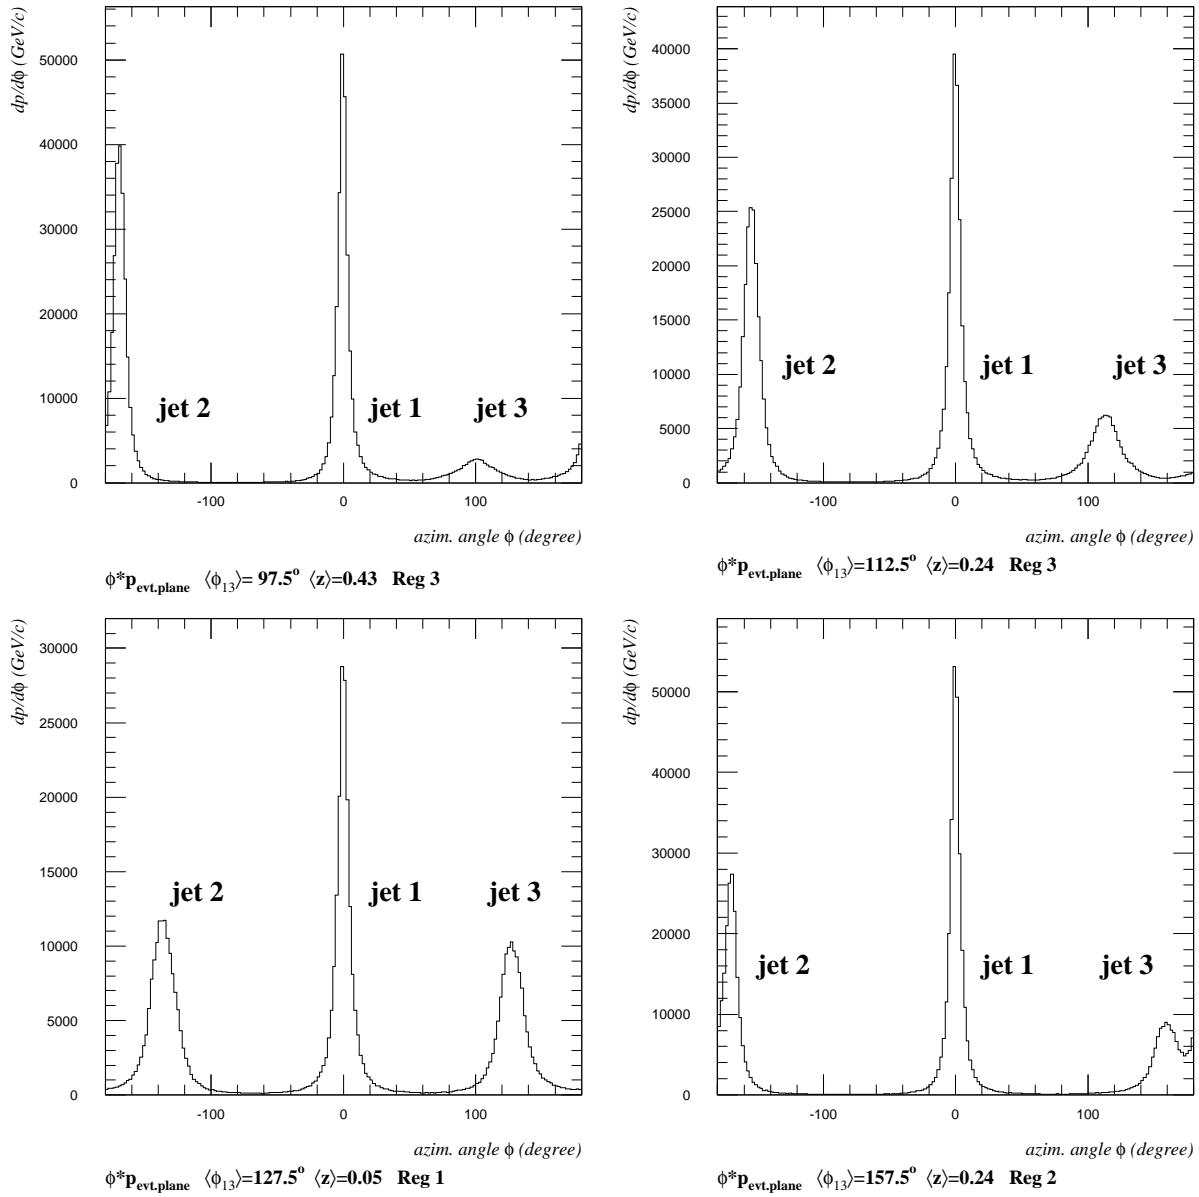 dp/dφ (GeV/c)
50000
40000
30000
20000
10000
0
jet 2
jet 1
jet 3
-100
0
100
azim. angle φ (degree)
φ*p_evt.plane ⟨φ_13⟩= 97.5° ⟨z⟩=0.43 Reg 3
dp/dφ (GeV/c)
40000
35000
30000
25000
20000
15000
10000
5000
0
jet 2
jet 1
jet 3
-100
0
100
azim. angle φ (degree)
φ*p_evt.plane ⟨φ_13⟩=112.5° ⟨z⟩=0.24 Reg 3
dp/dφ (GeV/c)
30000
25000
20000
15000
10000
5000
0
jet 2
jet 1
jet 3
-100
0
100
azim. angle φ (degree)
φ*p_evt.plane ⟨φ_13⟩=127.5° ⟨z⟩=0.05 Reg 1
dp/dφ (GeV/c)
50000
40000
30000
20000
10000
0
jet 2
jet 1
jet 3
-100
0
100
azim. angle φ (degree)
φ*p_evt.plane ⟨φ_13⟩=157.5° ⟨z⟩=0.24 Reg 2